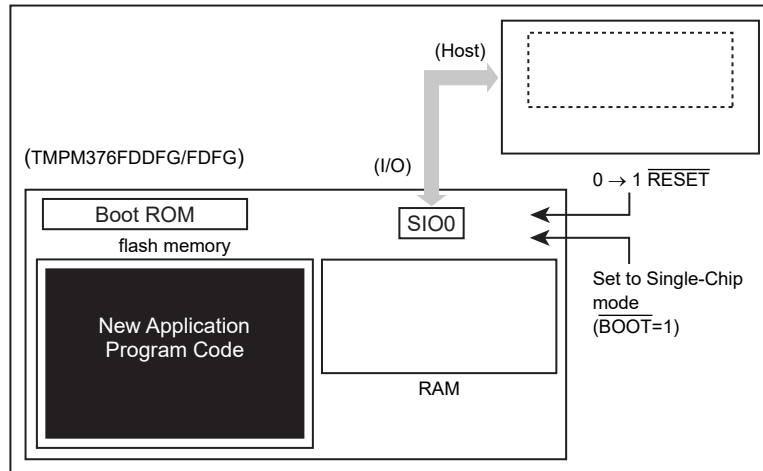 (Host)
(TMPM376FDDFG/FDFG)
(I/O)
0 → 1 RESET
Boot ROM
SIO0
flash memory
Set to Single-Chip
mode
(BOOT=1)
New Application
Program Code
RAM